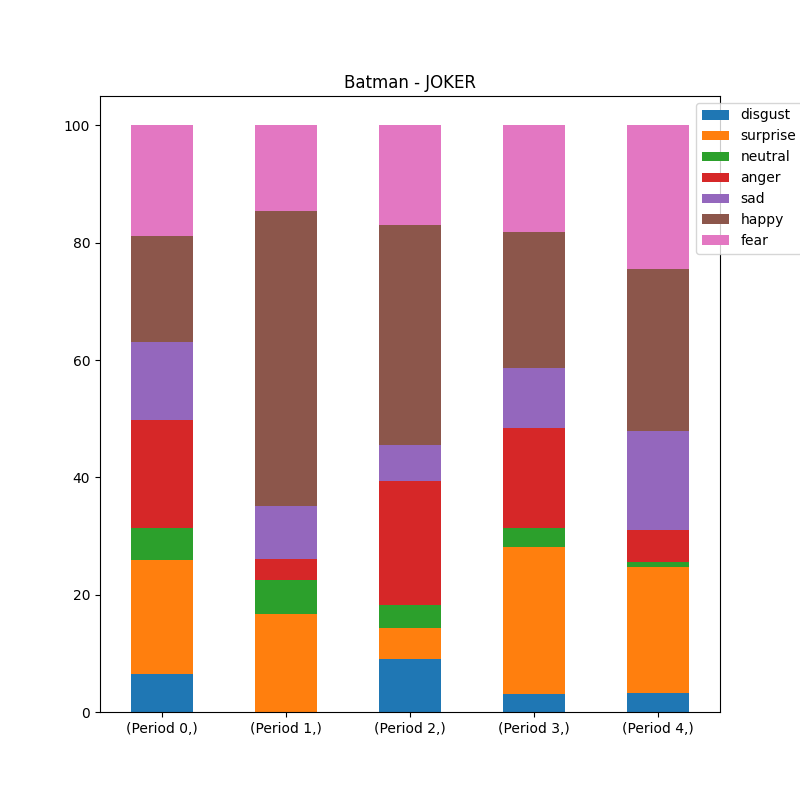 Batman - JOKER
disgust
surprise
neutral
anger
sad
happy
fear
100
80
60
40
20
0
(Period 0,) (Period 1,) (Period 2,) (Period 3,) (Period 4,)